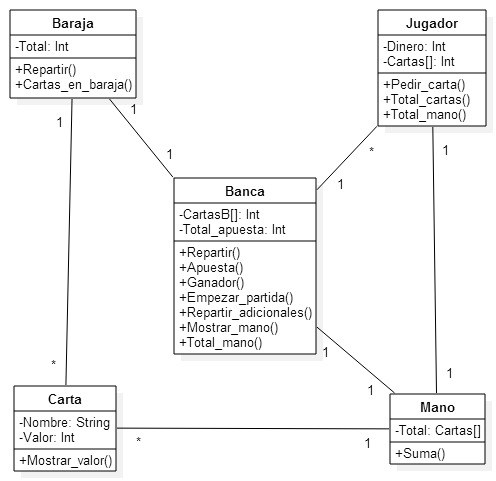 Baraja
-Total: Int
+Repartir()
+Cartas_en_baraja()
Jugador
-Dinero: Int
-Cartas[]: Int
+Pedir_carta()
+Total_cartas()
+Total_mano()
1
1
1
*
1
1
Banca
-CartasB[]: Int
-Total_apuesta: Int
+Repartir()
+Apuesta()
+Ganador()
+Empezar_partida()
+Repartir_adicionales()
+Mostrar_mano()
+Total_mano()
1
1
1
*
Carta
-Nombre: String
-Valor: Int
+Mostrar_valor()
*
1
Mano
-Total: Cartas[]
+Suma()